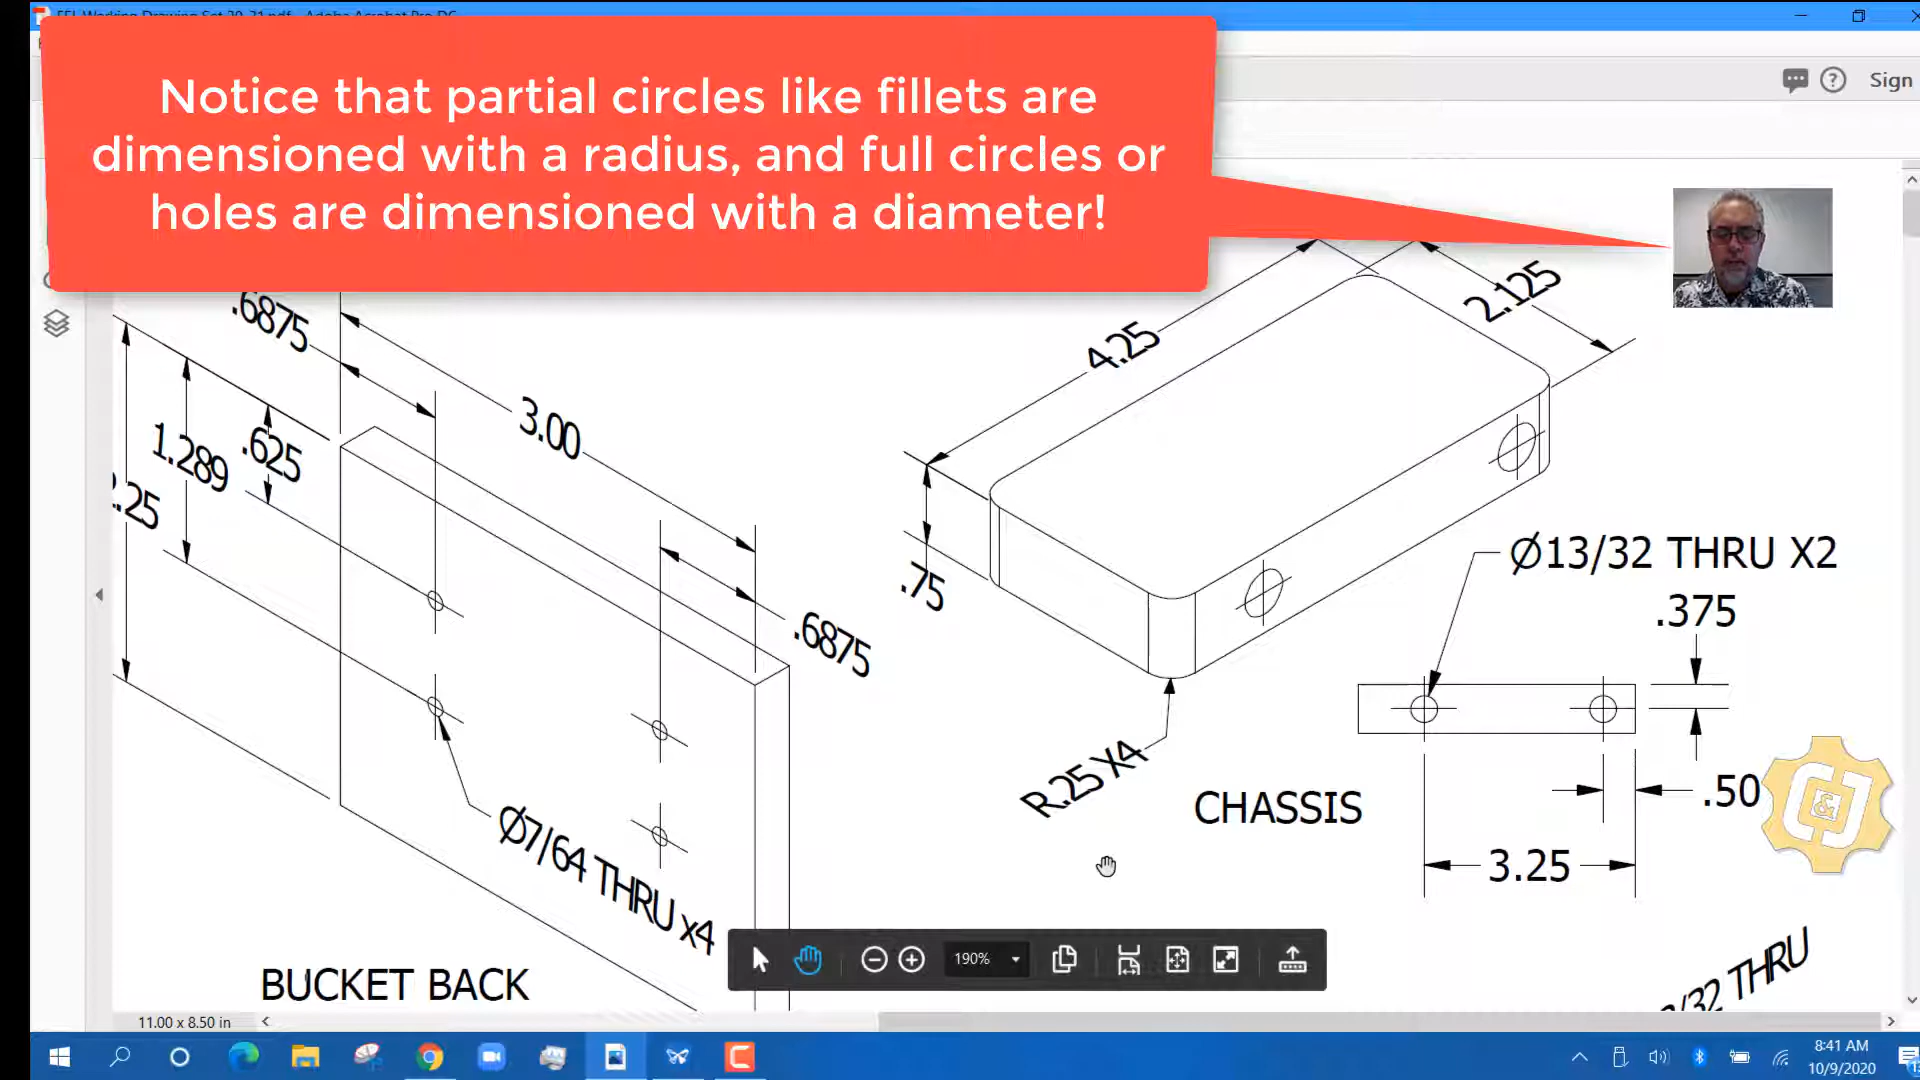 Notice that partial circles like fillets are
dimensioned with a radius, and full circles or
holes are dimensioned with a diameter!
Sign
.6875
3.00
1.289
.625
.25
.6875
Ø7/64 THRU x4
BUCKET BACK
4.25
2.125
.75
R.25 X4
CHASSIS
Ø13/32 THRU X2
.375
.50
3.25
/32 THRU
190%
11.00 x 8.50 in
8:41 AM
10/9/2020